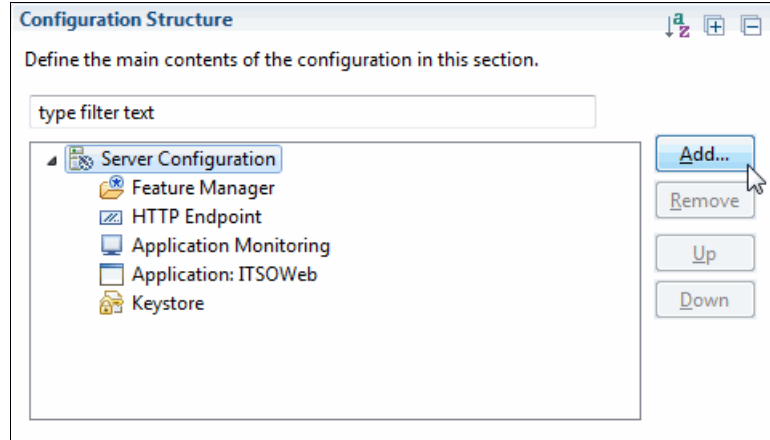 Configuration Structure
a
z
Define the main contents of the configuration in this section.
type filter text
Server Configuration
Add...
Feature Manager
Remove
HTTP Endpoint
Application Monitoring
Up
Application: ITSOWeb
Down
Keystore